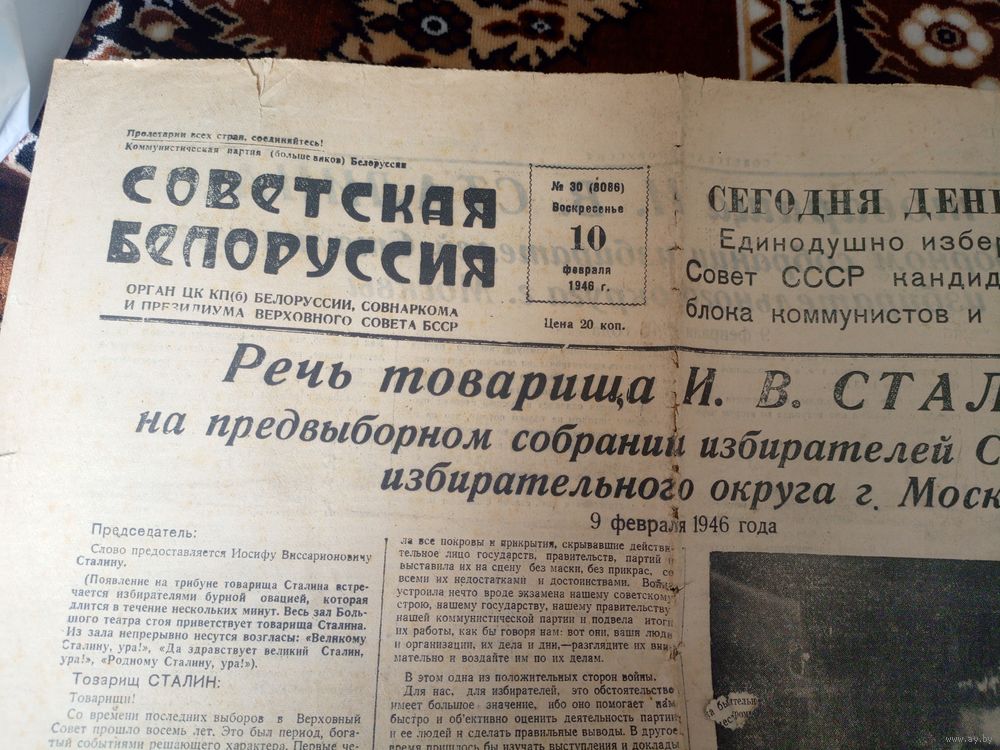 Пролетарии всех стран, соединяйтесь!
Коммунистическая партия (большевиков) Белоруссии
СОВЕТСКАЯ
БЕЛОРУССИЯ
ОРГАН ЦК КП(б) БЕЛОРУССИИ, СОВНАРКОМА
И ПРЕЗИДИУМА ВЕРХОВНОГО СОВЕТА БССР
№ 30 (8086)
Воскресенье
10
февраля
1946 г.
Цена 20 коп.
СЕГОДНЯ ДЕН
Единодушно избер
Совет СССР кандид
блока коммунистов и
Речь товарища И. В. СТАЛ
на предвыборном собрании избирателей С
избирательного округа г. Моск
9 февраля 1946 года
Председатель:
Слово предоставляется Иосифу Виссарионовичу
Сталину.
(Появление на трибуне товарища Сталина встре-
чается избирателями бурной овацией, которая
длится в течение нескольких минут. Весь зал Боль-
шого театра стоя приветствует товарища Сталина.
Из зала непрерывно несутся возгласы: «Великому
Сталину, ура!», «Да здравствует великий Сталин,
ура!», «Родному Сталину, ура!»).
Товарищ СТАЛИН:
Товарищи!
Со времени последних выборов в Верховный
Совет прошло восемь лет. Это был период, бога-
тый событиями решающего характера. Первые че-
ла все покровы и прикрытия, скрывавшие действи-
тельное лицо государств, правительств, партий и
выставила их на сцену без маски, без прикрас, со
всеми их недостатками и достоинствами. Война
устроила нечто вроде экзамена нашему советскому
строю, нашему государству, нашему правительству
нашей коммунистической партии и подвела итоги
их работы, как бы говоря нам: вот они, ваши люди
и организации, их дела и дни,—разглядите их вни
мательно и воздайте им по их делам.
В этом одна из положительных сторон войны.
Для нас, для избирателей, это обстоятельство
имеет большое значение, ибо оно помогает нам
быстро и об'ективно оценить деятельность партии
и ее людей и сделать правильные выводы. В другое
время пришлось бы изучать выступления и доклады
www.ay.by